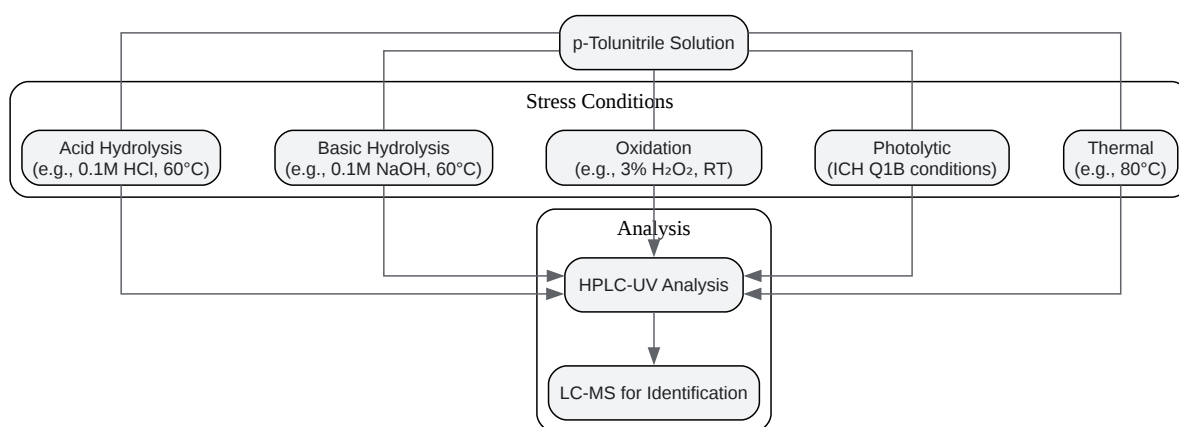 p-Tolunitrile Solution
Stress Conditions
Acid Hydrolysis
(e.g., 0.1M HCl, 60°C)
Basic Hydrolysis
(e.g., 0.1M NaOH, 60°C)
Oxidation
(e.g., 3% H₂O₂, RT)
Photolytic
(ICH Q1B conditions)
Thermal
(e.g., 80°C)
Analysis
HPLC-UV Analysis
LC-MS for Identification